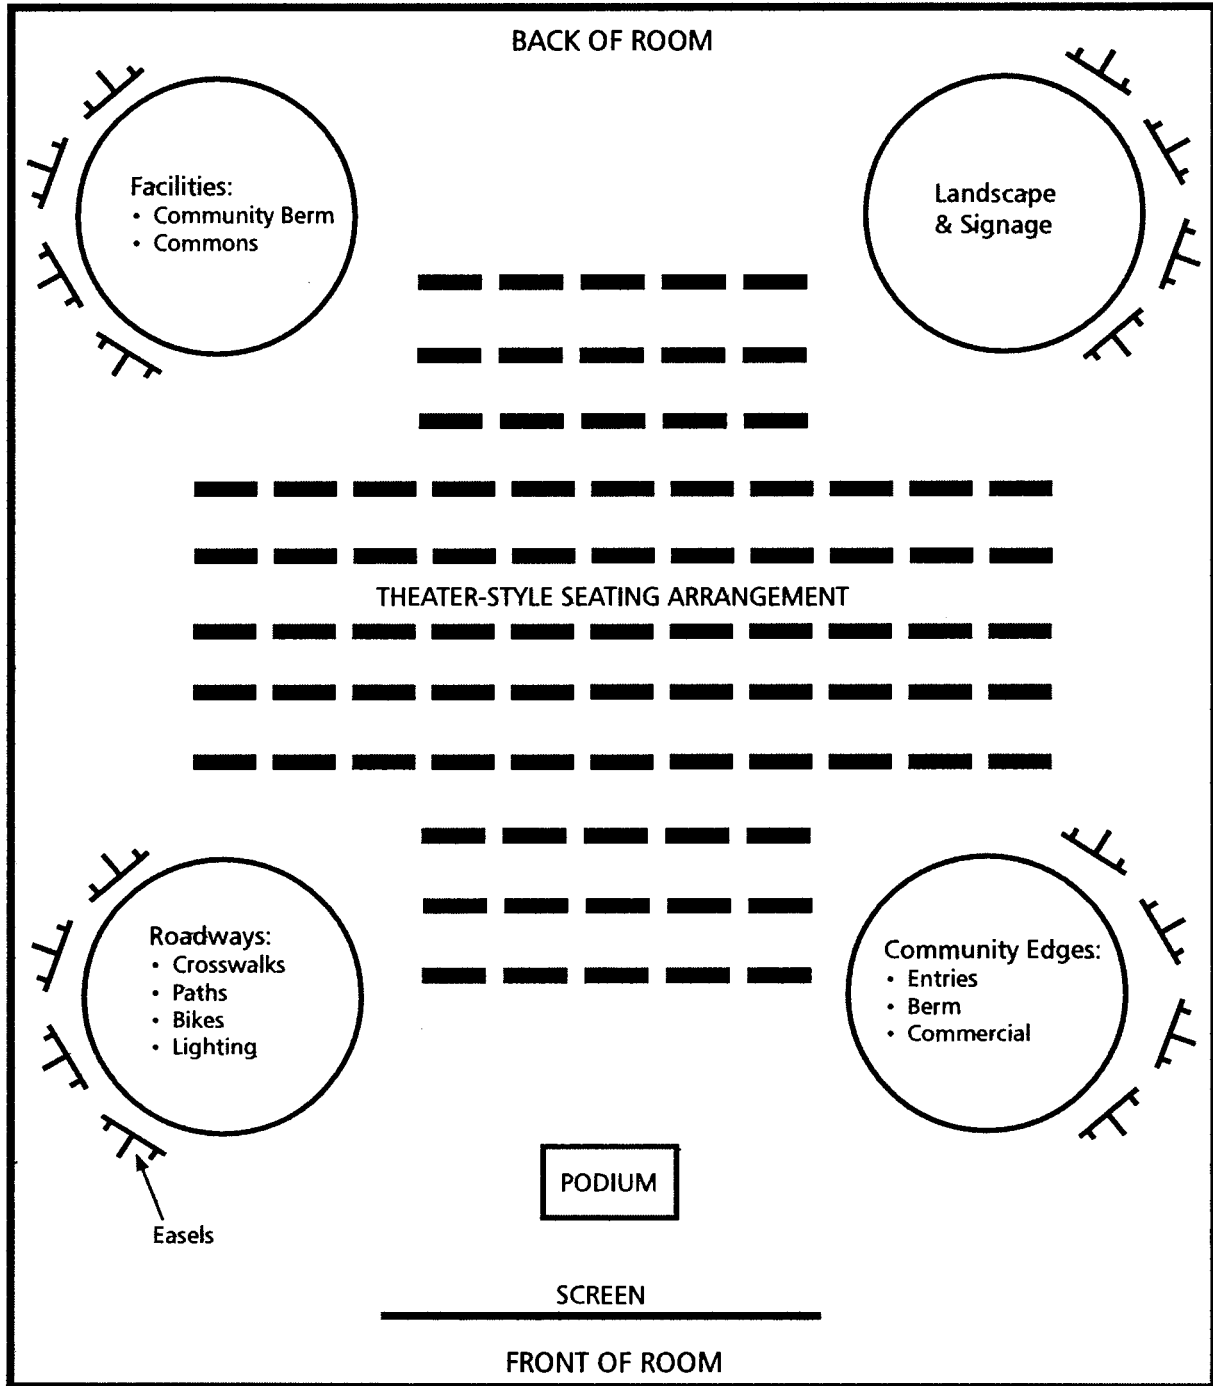 BACK OF ROOM
Facilities:
• Community Berm
• Commons
Landscape
& Signage
THEATER-STYLE SEATING ARRANGEMENT
Roadways:
• Crosswalks
• Paths
• Bikes
• Lighting
Community Edges:
• Entries
• Berm
• Commercial
PODIUM
Easels
SCREEN
FRONT OF ROOM